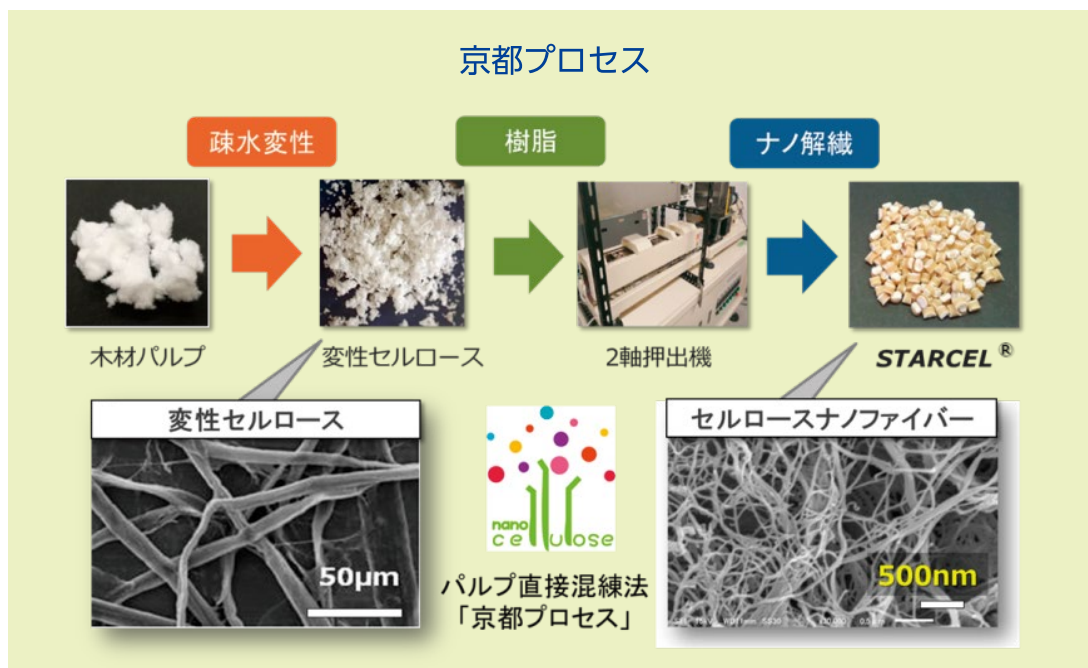 京都プロセス
疎水変性
樹脂
ナノ解繊
木材パルプ
変性セルロース
2軸押出機
STARCEL®
変性セルロース
セルロースナノファイバー
50μm
nano
cellulose
パルプ直接混練法
「京都プロセス」
500nm